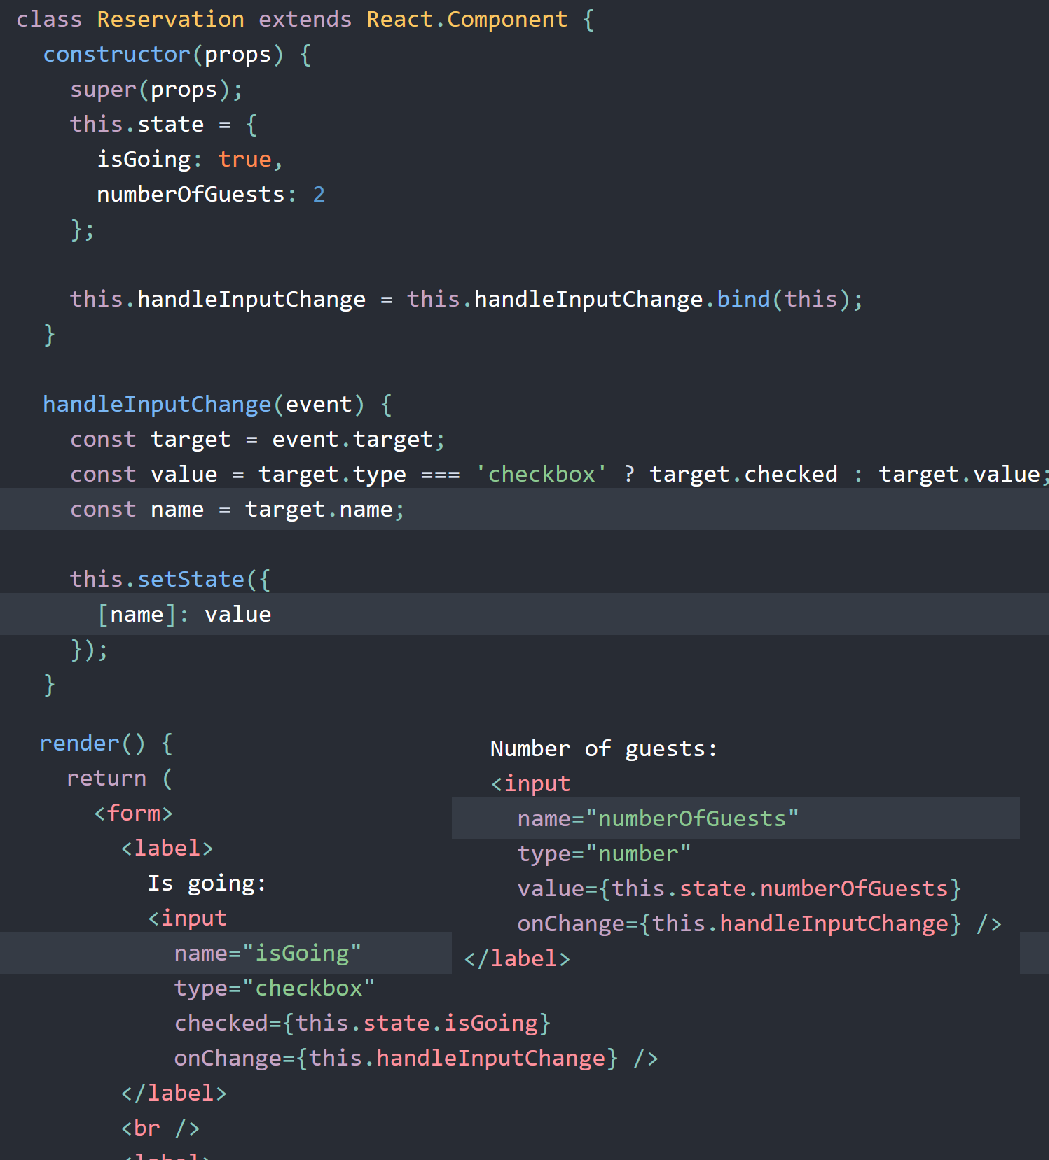 class Reservation extends React.Component {
constructor(props) {
super(props);
this.state = {
isGoing: true,
numberOfGuests: 2
};
this.handleInputChange = this.handleInputChange.bind(this);
}
handleInputChange(event) {
const target = event.target;
const value = target.type === 'checkbox' ? target.checked : target.value;
const name = target.name;
this.setState({
[name]: value
});
}
render() {
return (
<form>
<label>
Is going:
<input
name="isGoing"
type="checkbox"
checked={this.state.isGoing}
onChange={this.handleInputChange} />
</label>
<br />
<label>
Number of guests:
<input
name="numberOfGuests"
type="number"
value={this.state.numberOfGuests}
onChange={this.handleInputChange} />
</label>